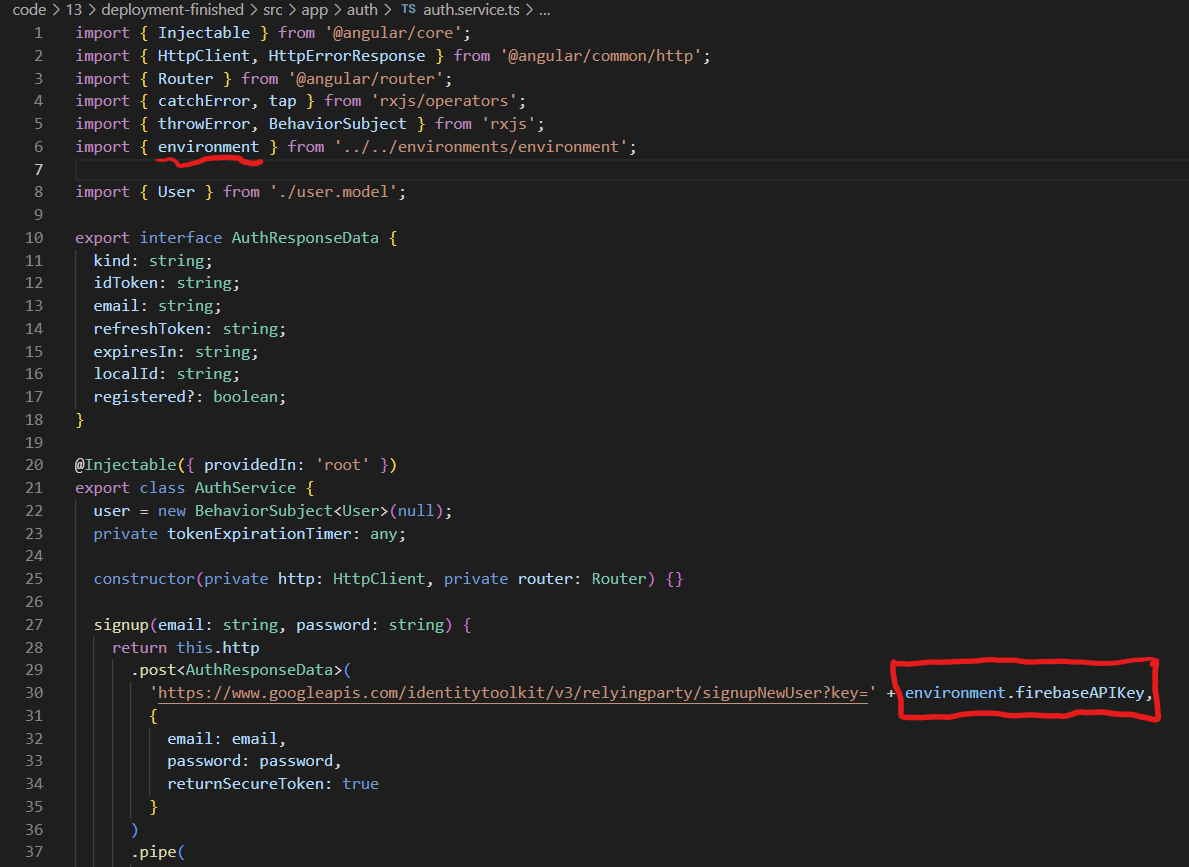 code > 13 > deployment-finished > src > app > auth > TS auth.service.ts > ...
1 import { Injectable } from '@angular/core';
2 import { HttpClient, HttpErrorResponse } from '@angular/common/http';
3 import { Router } from '@angular/router';
4 import { catchError, tap } from 'rxjs/operators';
5 import { throwError, BehaviorSubject } from 'rxjs';
6 import { environment } from '../../environments/environment';
7
8 import { User } from './user.model';
9
10 export interface AuthResponseData {
11 kind: string;
12 idToken: string;
13 email: string;
14 refreshToken: string;
15 expiresIn: string;
16 localId: string;
17 registered?: boolean;
18 }
19
20 @Injectable({ providedIn: 'root' })
21 export class AuthService {
22 user = new BehaviorSubject<User>(null);
23 private tokenExpirationTimer: any;
24
25 constructor(private http: HttpClient, private router: Router) {}
26
27 signup(email: string, password: string) {
28 return this.http
29 .post<AuthResponseData>(
30 'https://www.googleapis.com/identitytoolkit/v3/relyingparty/signupNewUser?key=' + environment.firebaseAPIKey,
31 {
32 email: email,
33 password: password,
34 returnSecureToken: true
35 }
36 )
37 .pipe(